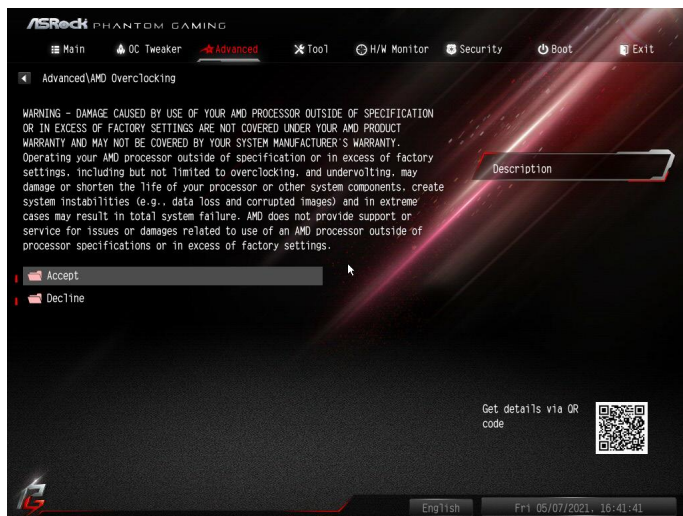 ASRock PHANTOM GAMING
Main OC Tweaker Advanced Tool H/W Monitor Security Boot Exit
Advanced\AMD Overclocking
WARNING - DAMAGE CAUSED BY USE OF YOUR AMD PROCESSOR OUTSIDE OF SPECIFICATION
OR IN EXCESS OF FACTORY SETTINGS ARE NOT COVERED UNDER YOUR AMD PRODUCT
WARRANTY AND MAY NOT BE COVERED BY YOUR SYSTEM MANUFACTURER'S WARRANTY.
Operating your AMD processor outside of specification or in excess of factory
settings, including but not limited to overclocking, and undervolting, may
damage or shorten the life of your processor or other system components, create
system instabilities (e.g., data loss and corrupted images) and in extreme
cases may result in total system failure. AMD does not provide support or
service for issues or damages related to use of an AMD processor outside of
processor specifications or in excess of factory settings.
Description
Accept
Decline
Get details via QR
code
English Fri 05/07/2021, 16:41:41